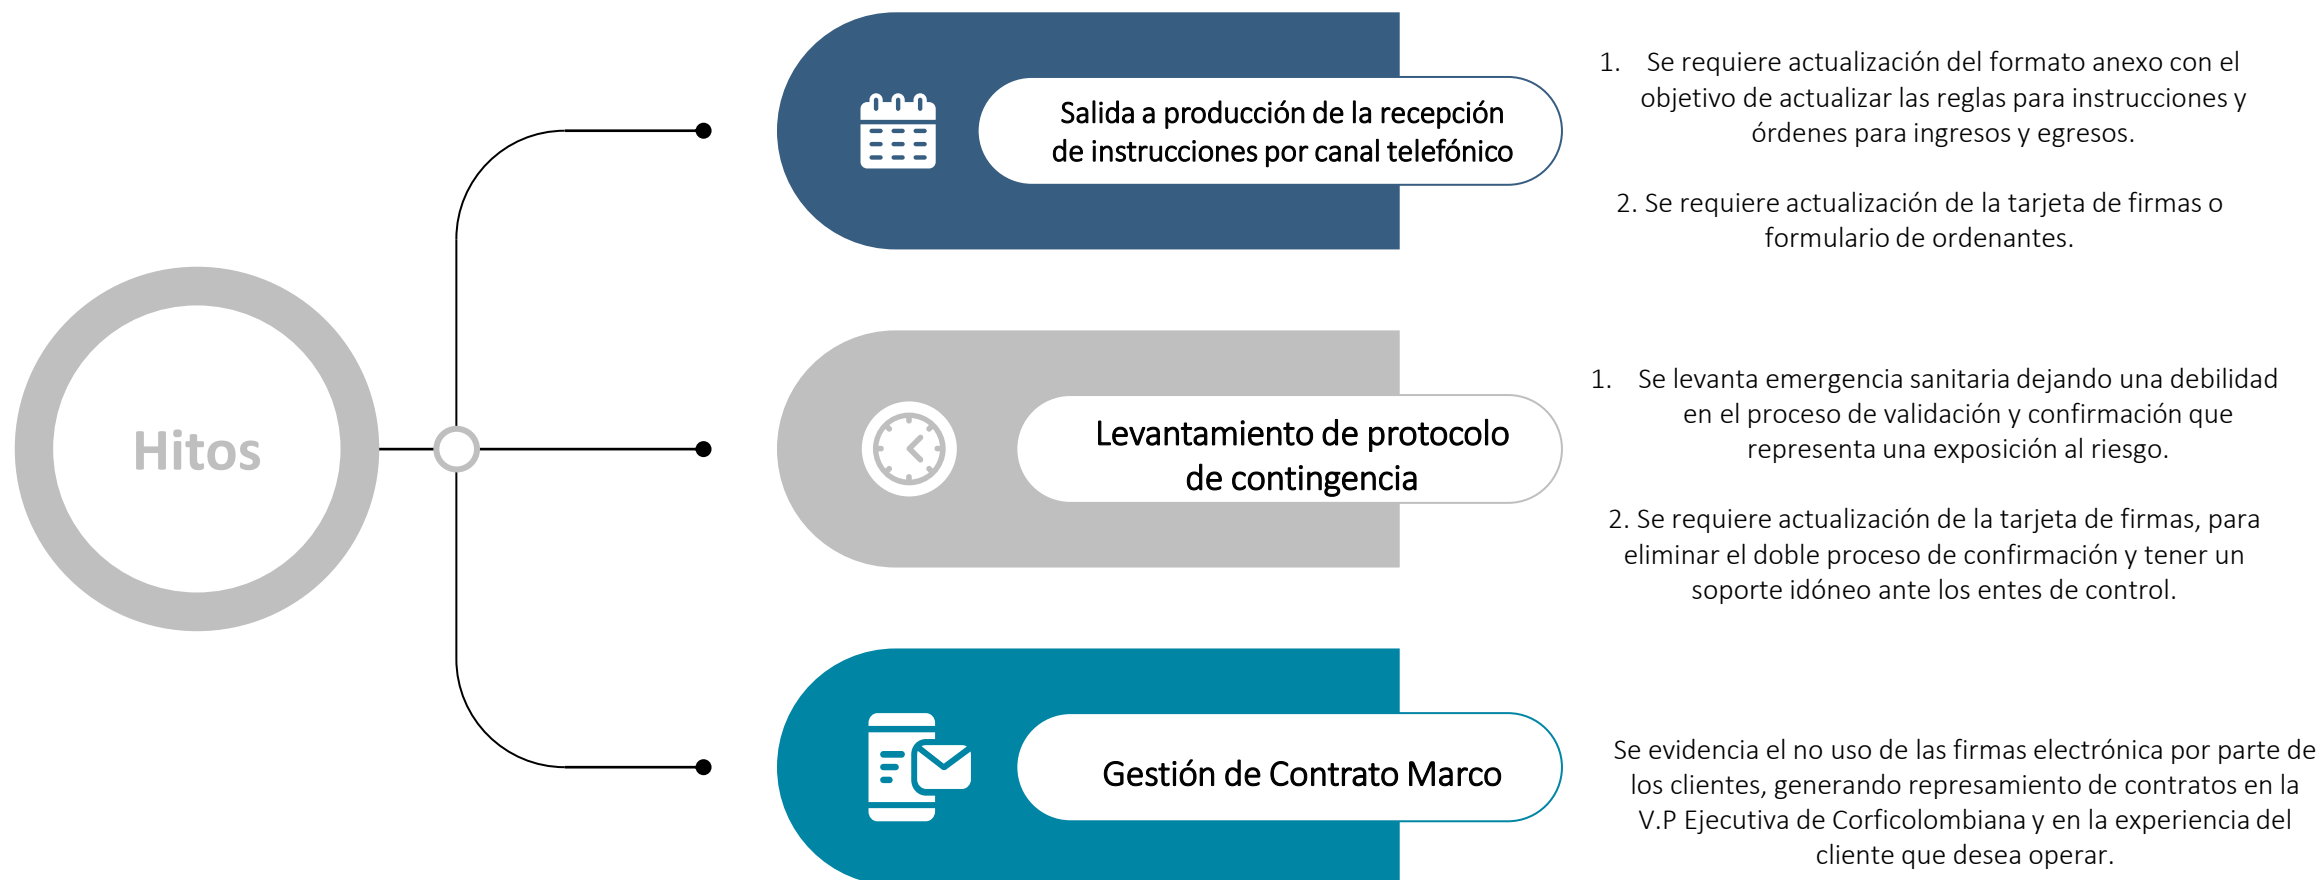 Hitos
Salida a producción de la recepción
de instrucciones por canal telefónico
1. Se requiere actualización del formato anexo con el
objetivo de actualizar las reglas para instrucciones y
órdenes para ingresos y egresos.
2. Se requiere actualización de la tarjeta de firmas o
formulario de ordenantes.
Levantamiento de protocolo
de contingencia
1. Se levanta emergencia sanitaria dejando una debilidad
en el proceso de validación y confirmación que
representa una exposición al riesgo.
2. Se requiere actualización de la tarjeta de firmas, para
eliminar el doble proceso de confirmación y tener un
soporte idóneo ante los entes de control.
Gestión de Contrato Marco
Se evidencia el no uso de las firmas electrónica por parte de
los clientes, generando represamiento de contratos en la
V.P Ejecutiva de Corficolombiana y en la experiencia del
cliente que desea operar.